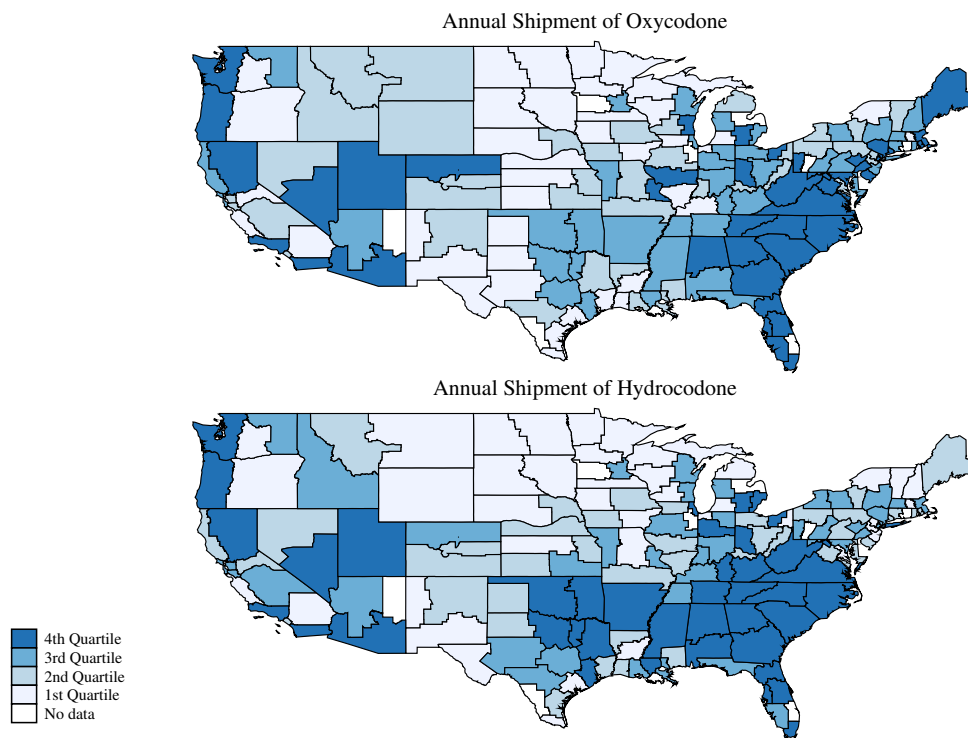 Annual Shipment of Oxycodone
Annual Shipment of Hydrocodone
4th Quartile
3rd Quartile
2nd Quartile
1st Quartile
No data